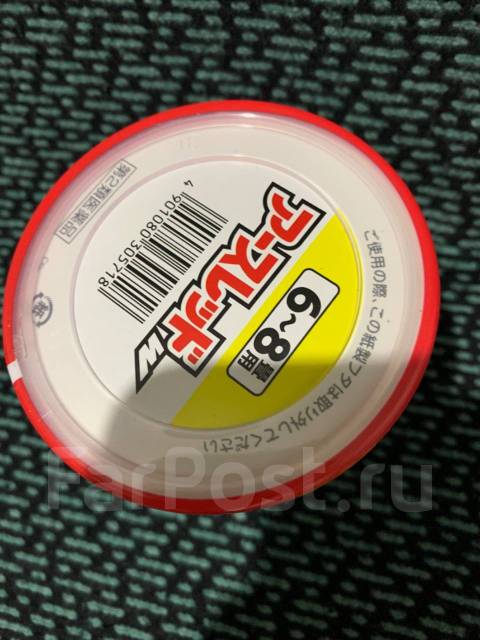 第2類医薬品
4 901080 305718
アースレッドW
6~8畳用
ご使用の際、この紙製フタは取り外してください
紙
FarPost.ru